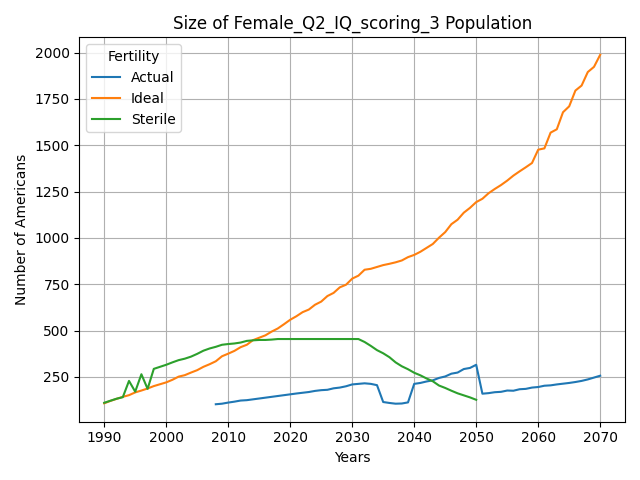 Size of Female_Q2_IQ_scoring_3 Population
Fertility
Actual
Ideal
Sterile
Number of Americans
2000
1750
1500
1250
1000
750
500
250
1990 2000 2010 2020 2030 2040 2050 2060 2070
Years